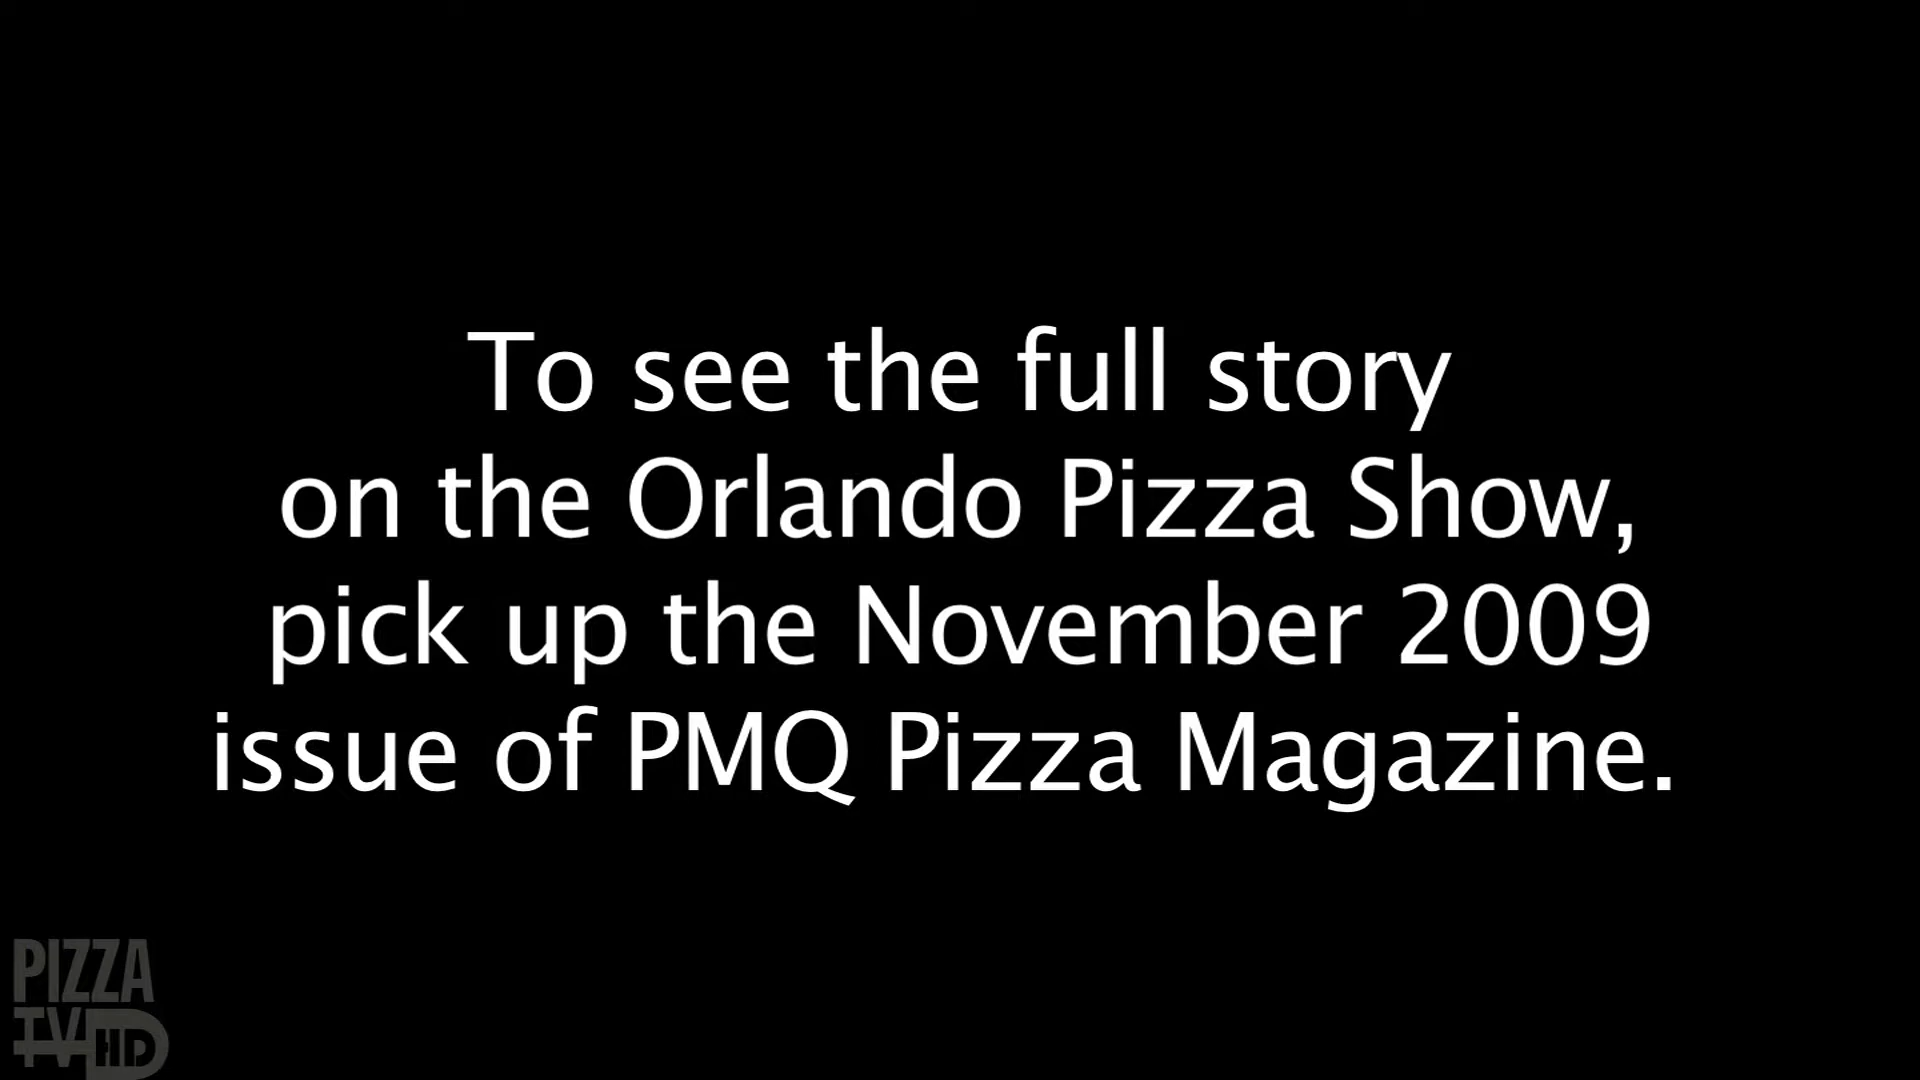 To see the full story
on the Orlando Pizza Show,
pick up the November 2009
issue of PMQ Pizza Magazine.
PIZZA
TV HD